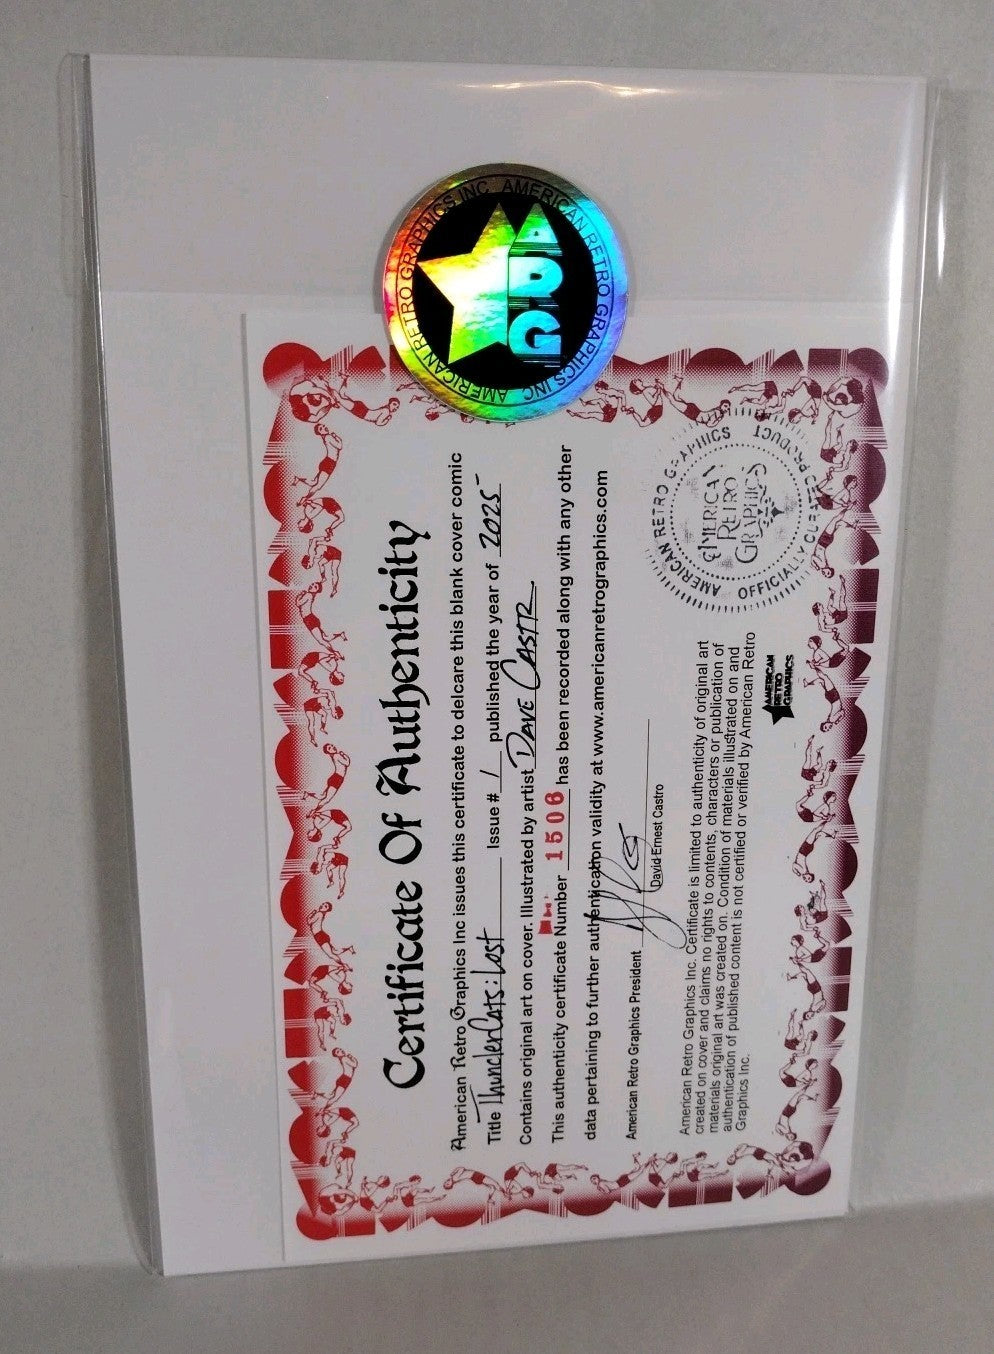 AMERICAN RETRO GRAPHICS INC AMERICAN RETRO GRAPHICS INC
Certificate Of Authenticity
American Retro Graphics Inc issues this certificate to delcare this blank cover comic
Title ThunderCats: Lost Issue # 1 published the year of 2025
Contains original art on cover. Illustrated by artist DAVE CASTR.
This authenticity certificate Number 1506 has been recorded along with any other
data pertaining to further authentication validity at www.americanretrographics.com
American Retro Graphics President
David Ernest Castro
AMERICAN RETRO GRAPHICS
OFFICIALLY CURATED PRODUCT
AMERICAN
RETRO
GRAPHICS
American Retro Graphics Inc. Certificate is limited to authenticity of original art
created on cover and claims no rights to contents, characters or publication of
materials original art was created on. Condition of materials illustrated on and
authentication of published content is not certified or verified by American Retro
Graphics Inc.
AMERICAN
RETRO
GRAPHICS